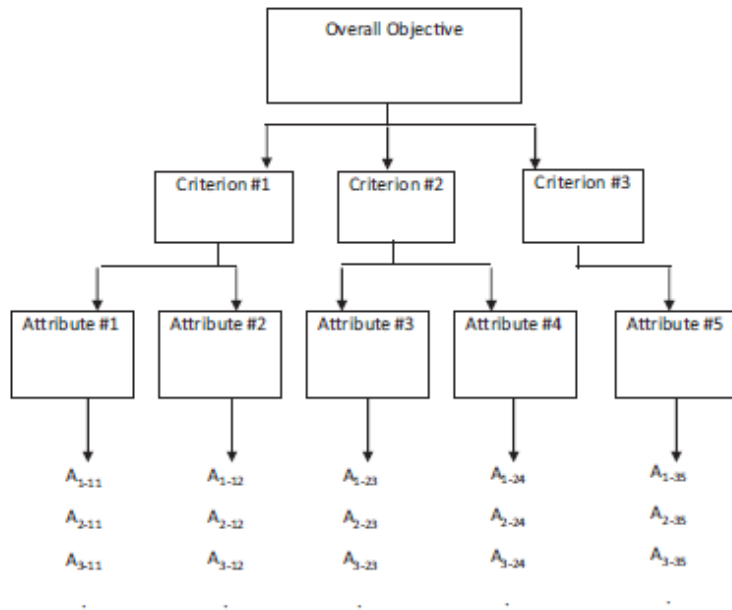 Overall Objective
Criterion #1 Criterion #2 Criterion #3
Attribute #1 Attribute #2 Attribute #3 Attribute #4 Attribute #5
A1-11 A1-12 A1-23 A1-24 A1-35
A2-11 A2-12 A2-23 A2-24 A2-35
A3-11 A3-12 A3-23 A3-24 A3-35
. . . . .